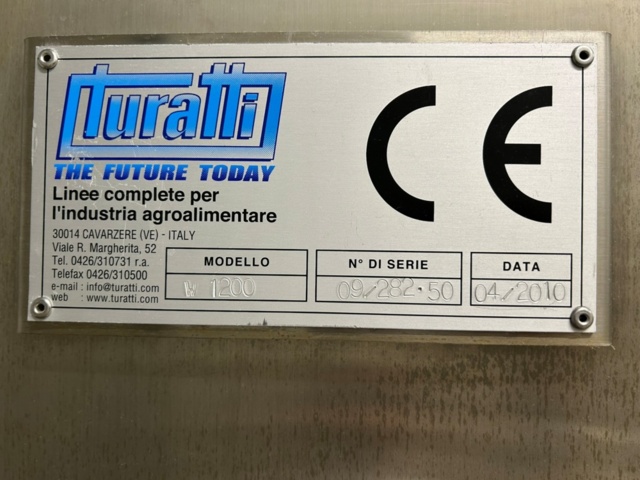 turatti
THE FUTURE TODAY
Linee complete per
l'industria agroalimentare
30014 CAVARZERE (VE) - ITALY
Viale R. Margherita, 52
Tel. 0426/310731 r.a.
Telefax 0426/310500
e-mail : info@turatti.com
web : www.turatti.com
CE
MODELLO
1200
N° DI SERIE
09/282.50
DATA
04/2010